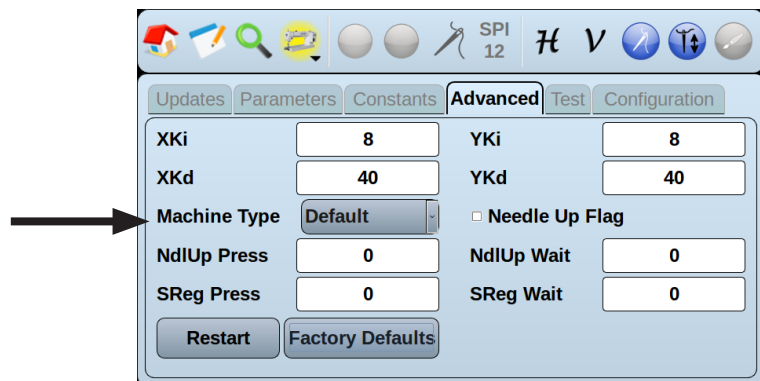 SPI
12
H V
Updates Parameters Constants Advanced Test Configuration
XKi 8 YKi 8
XKd 40 YKd 40
Machine Type Default Needle Up Flag
NdlUp Press 0 NdlUp Wait 0
SReg Press 0 SReg Wait 0
Restart Factory Defaults